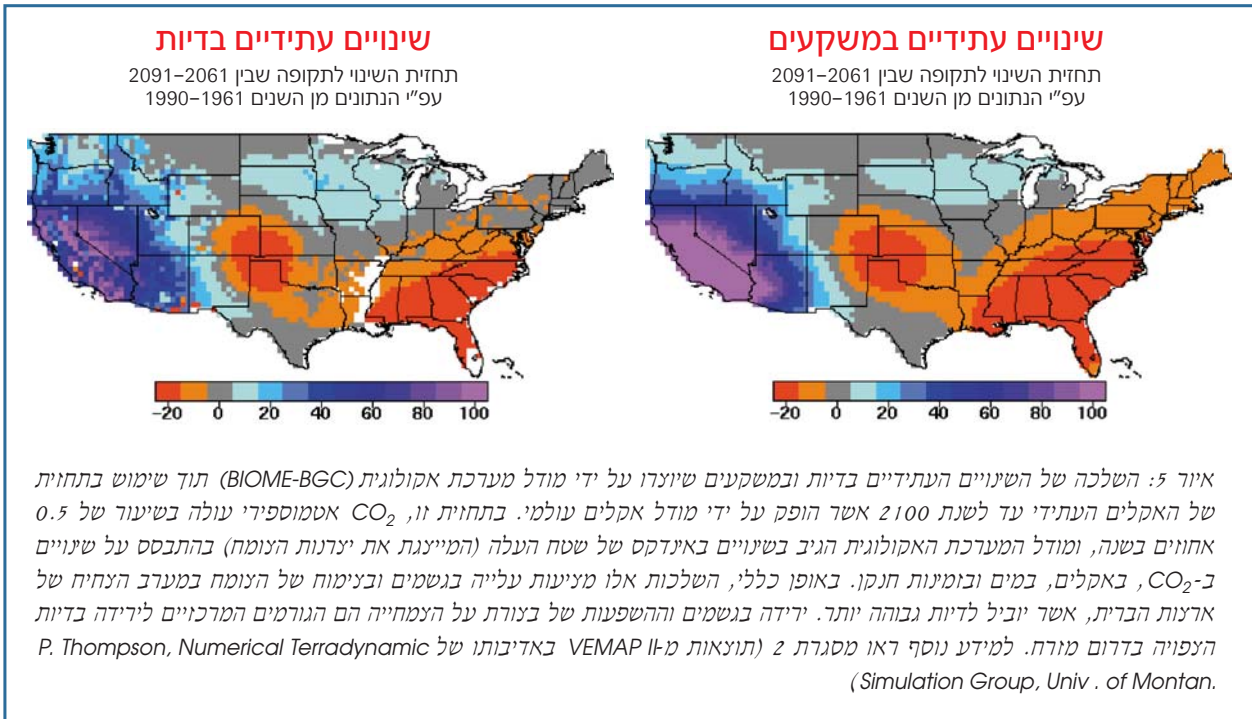 שינויים עתידיים במשקעים
תחזית השינוי לתקופה שבין 2061–2091
עפ"י הנתונים מן השנים 1961–1990
-20 0 20 40 60 80 100
שינויים עתידיים בדיות
תחזית השינוי לתקופה שבין 2061–2091
עפ"י הנתונים מן השנים 1961–1990
-20 0 20 40 60 80 100
איור 5: השלכה של השינויים העתידיים בדיות ובמשקעים שיוצרו על ידי מודל מערכת אקולוגית (BIOME-BGC) תוך שימוש בתחזית
של האקלים העתידי עד לשנת 2100 אשר הופק על ידי מודל אקלים עולמי. בתחזית זו, CO2 אטמוספירי עולה בשיעור של 0.5
אחוזים בשנה, ומודל המערכת האקולוגית הגיב בשינויים באינדקס של שטח העלה (המייצגת את יצרנות הצומח) בהתבסס על שינויים
ב-CO2, באקלים, במים ובזמינות חנקן. באופן כללי, השלכות אלו מציעות עלייה בגשמים ובצימוח של הצומח במערב הצחיח של
ארצות הברית, אשר יוביל לדיות גבוהה יותר. ירידה בגשמים וההשפעות של בצורת על הצמחייה הם הגורמים המרכזיים לירידה בדיות
הצפויה בדרום מזרח. למידע נוסף ראו מסגרת 2 (תוצאות מ-VEMAP II באדיבותו של P. Thompson, Numerical Terradynamic
Simulation Group, Univ . of Montan.)